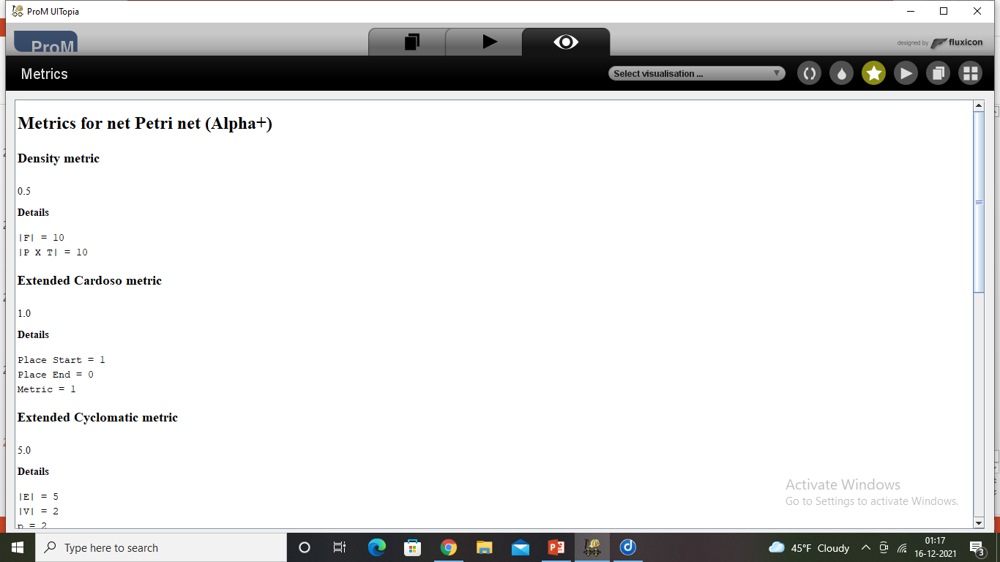 ProM UITopia
ProM
designed by fluxicon
Metrics
Select visualisation ...
Metrics for net Petri net (Alpha+)
Density metric
0.5
Details
|F| = 10
|P X T| = 10
Extended Cardoso metric
1.0
Details
Place Start = 1
Place End = 0
Metric = 1
Extended Cyclomatic metric
5.0
Details
|E| = 5
|V| = 2
p = 2
Activate Windows
Go to Settings to activate Windows.
Type here to search
45°F Cloudy
01:17
16-12-2021
3